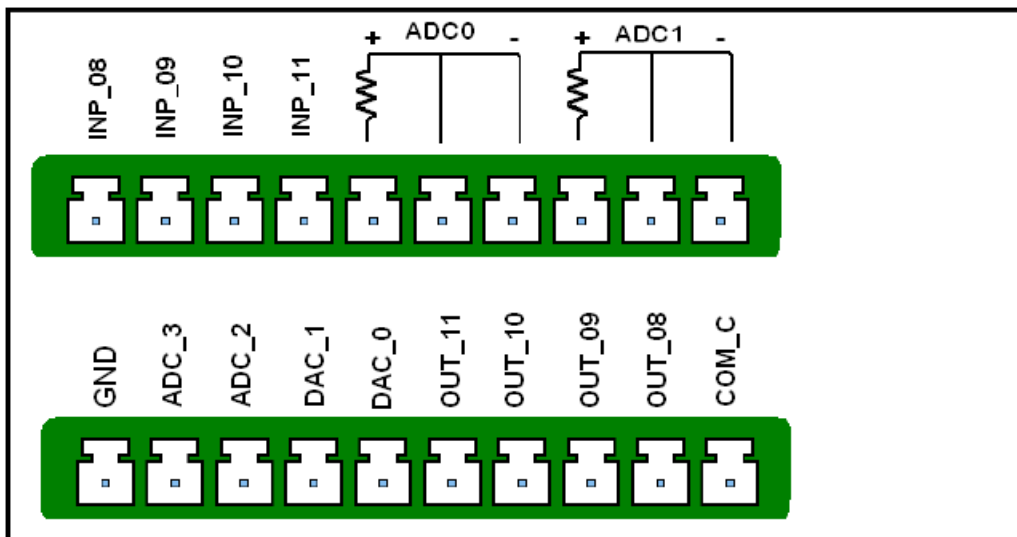 INP_08
INP_09
INP_10
INP_11
+ ADC0 -
+ ADC1 -
GND
ADC_3
ADC_2
DAC_1
DAC_0
OUT_11
OUT_10
OUT_09
OUT_08
COM_C